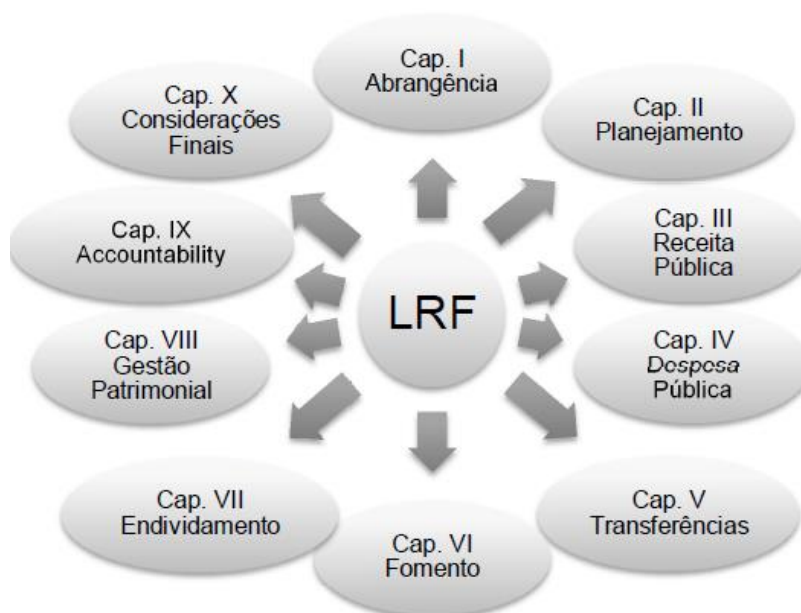 Cap. I
Abrangência
Cap. II
Planejamento
Cap. III
Receita
Pública
Cap. IV
Despesa
Pública
Cap. V
Transferências
Cap. VI
Fomento
Cap. VII
Endividamento
Cap. VIII
Gestão
Patrimonial
Cap. IX
Accountability
Cap. X
Considerações
Finais
LRF